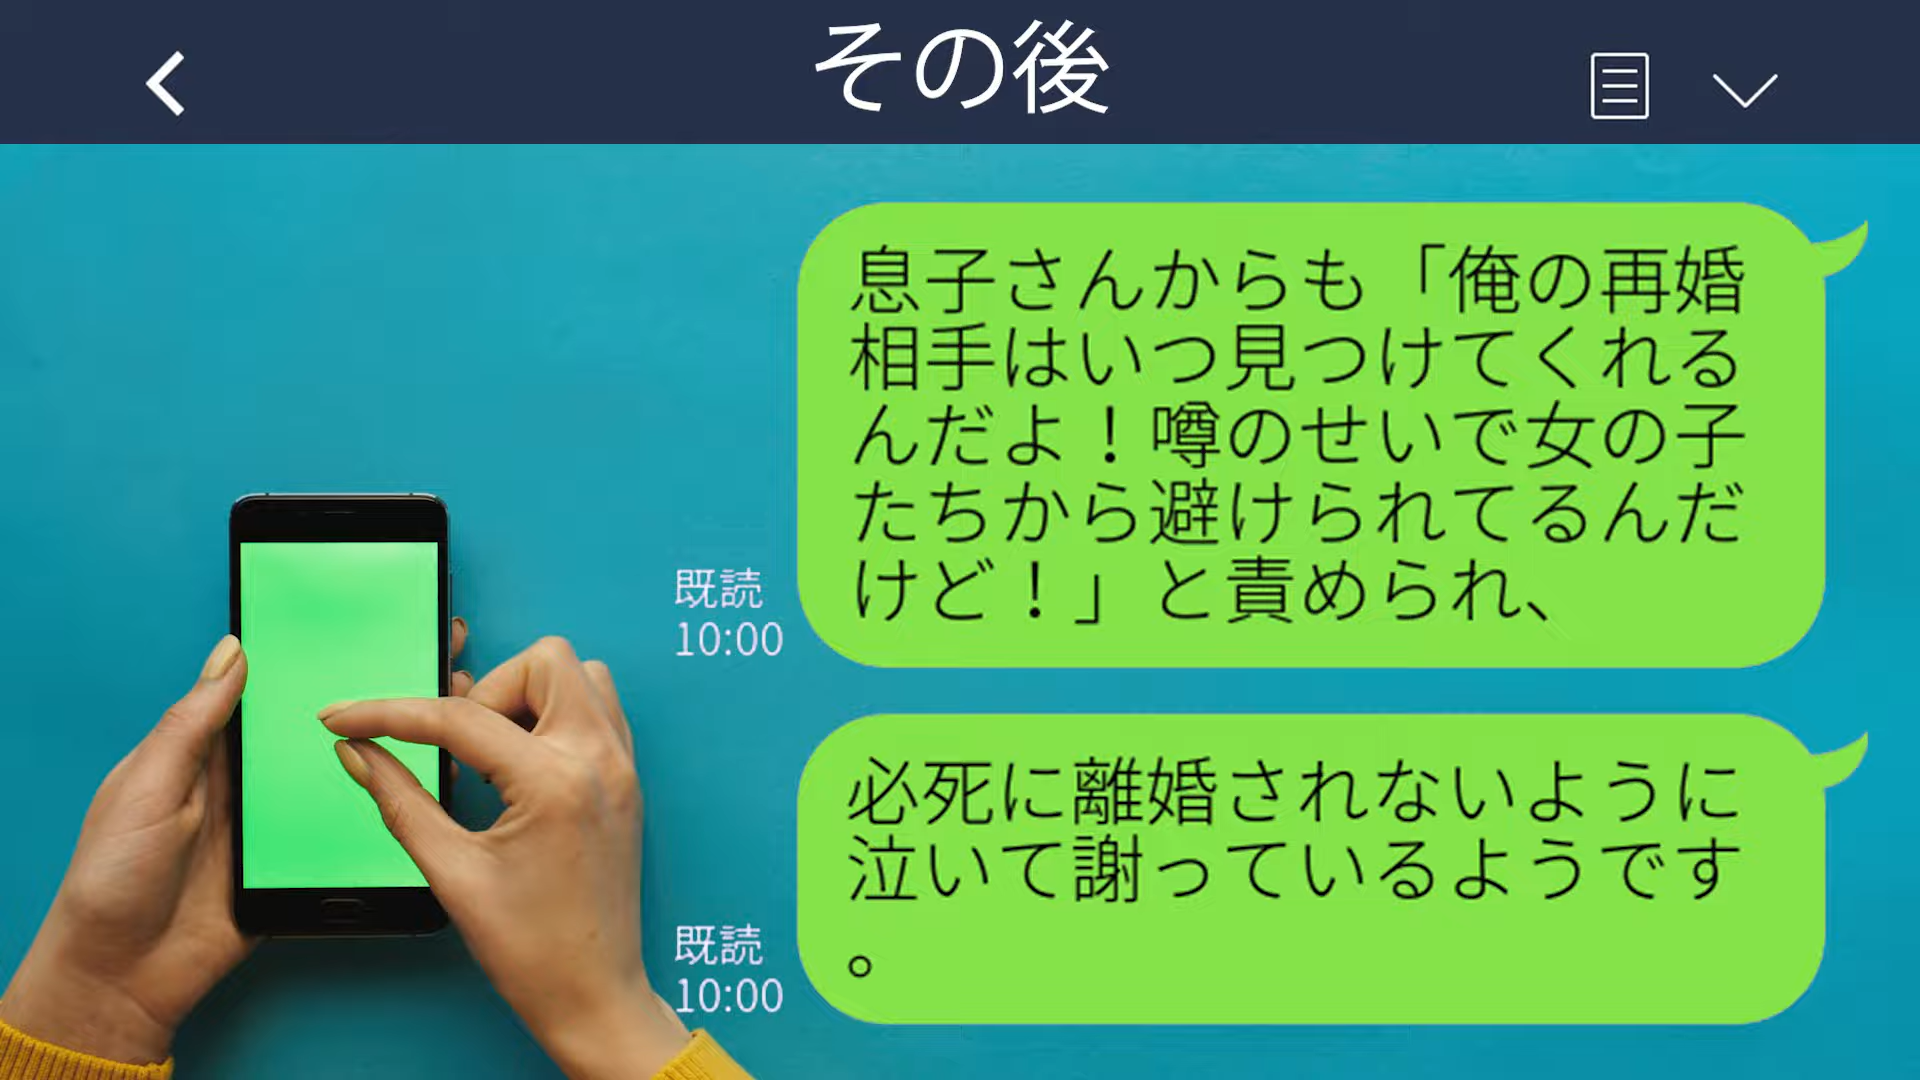 その後
息子さんからも「俺の再婚
相手はいつ見つけてくれる
んだよ！噂のせいで女の子
たちから避けられてるんだ
けど！」と責められ、
既読
10:00
必死に離婚されないように
泣いて謝っているようです
。
既読
10:00